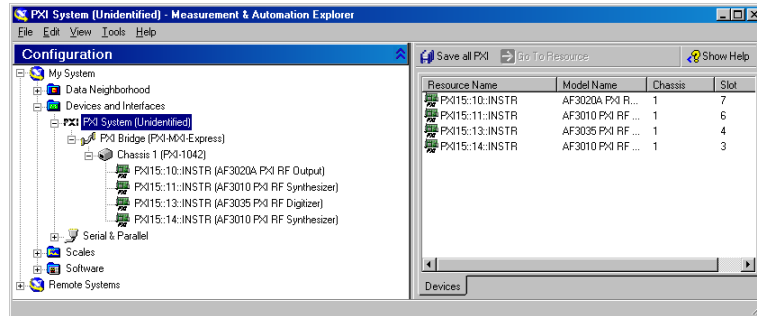 PXI System (Unidentified) - Measurement & Automation Explorer
File Edit View Tools Help
Configuration
Save all PXI Go To Resource Show Help
My System
Data Neighborhood
Devices and Interfaces
PXI PXI System (Unidentified)
PXI Bridge (PXI-MXI-Express)
Chassis 1 (PXI-1042)
PXI15::10::INSTR (AF3020A PXI RF Output)
PXI15::11::INSTR (AF3010 PXI RF Synthesizer)
PXI15::13::INSTR (AF3035 PXI RF Digitizer)
PXI15::14::INSTR (AF3010 PXI RF Synthesizer)
Serial & Parallel
Scales
Software
Remote Systems
Resource Name Model Name Chassis Slot
PXI15::10::INSTR AF3020A PXI R... 1 7
PXI15::11::INSTR AF3010 PXI RF ... 1 6
PXI15::13::INSTR AF3035 PXI RF ... 1 4
PXI15::14::INSTR AF3010 PXI RF ... 1 3
Devices